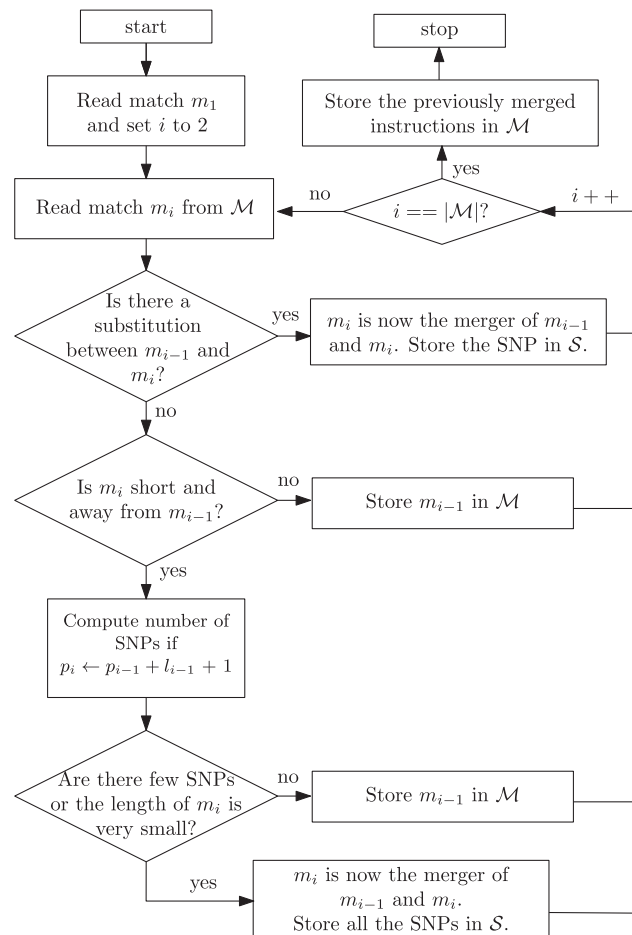 start
stop
Read match m₁
and set i to 2
Store the previously merged
instructions in ℳ
yes
Read match mᵢ from ℳ
no
i == |ℳ|?
i + +
Is there a
substitution
between mᵢ₋₁ and
mᵢ?
yes
mᵢ is now the merger of mᵢ₋₁
and mᵢ. Store the SNP in 𝒮.
no
Is mᵢ short and
away from mᵢ₋₁?
no
Store mᵢ₋₁ in ℳ
yes
Compute number of
SNPs if
pᵢ ← pᵢ₋₁ + lᵢ₋₁ + 1
Are there few SNPs
or the length of mᵢ is
very small?
no
Store mᵢ₋₁ in ℳ
yes
mᵢ is now the merger of
mᵢ₋₁ and mᵢ.
Store all the SNPs in 𝒮.